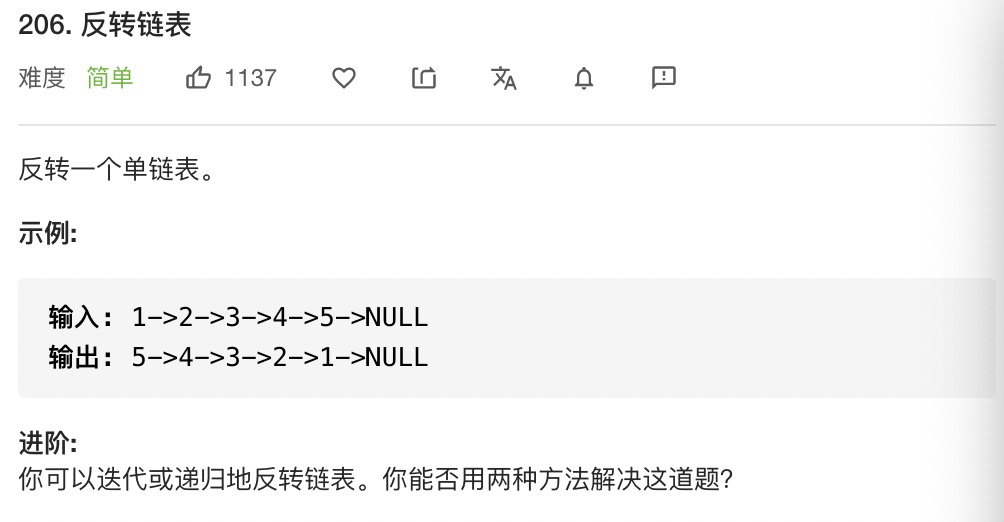 206. 反转链表
难度 简单 1137
反转一个单链表。
示例:
输入: 1->2->3->4->5->NULL
输出: 5->4->3->2->1->NULL
进阶:
你可以迭代或递归地反转链表。你能否用两种方法解决这道题?